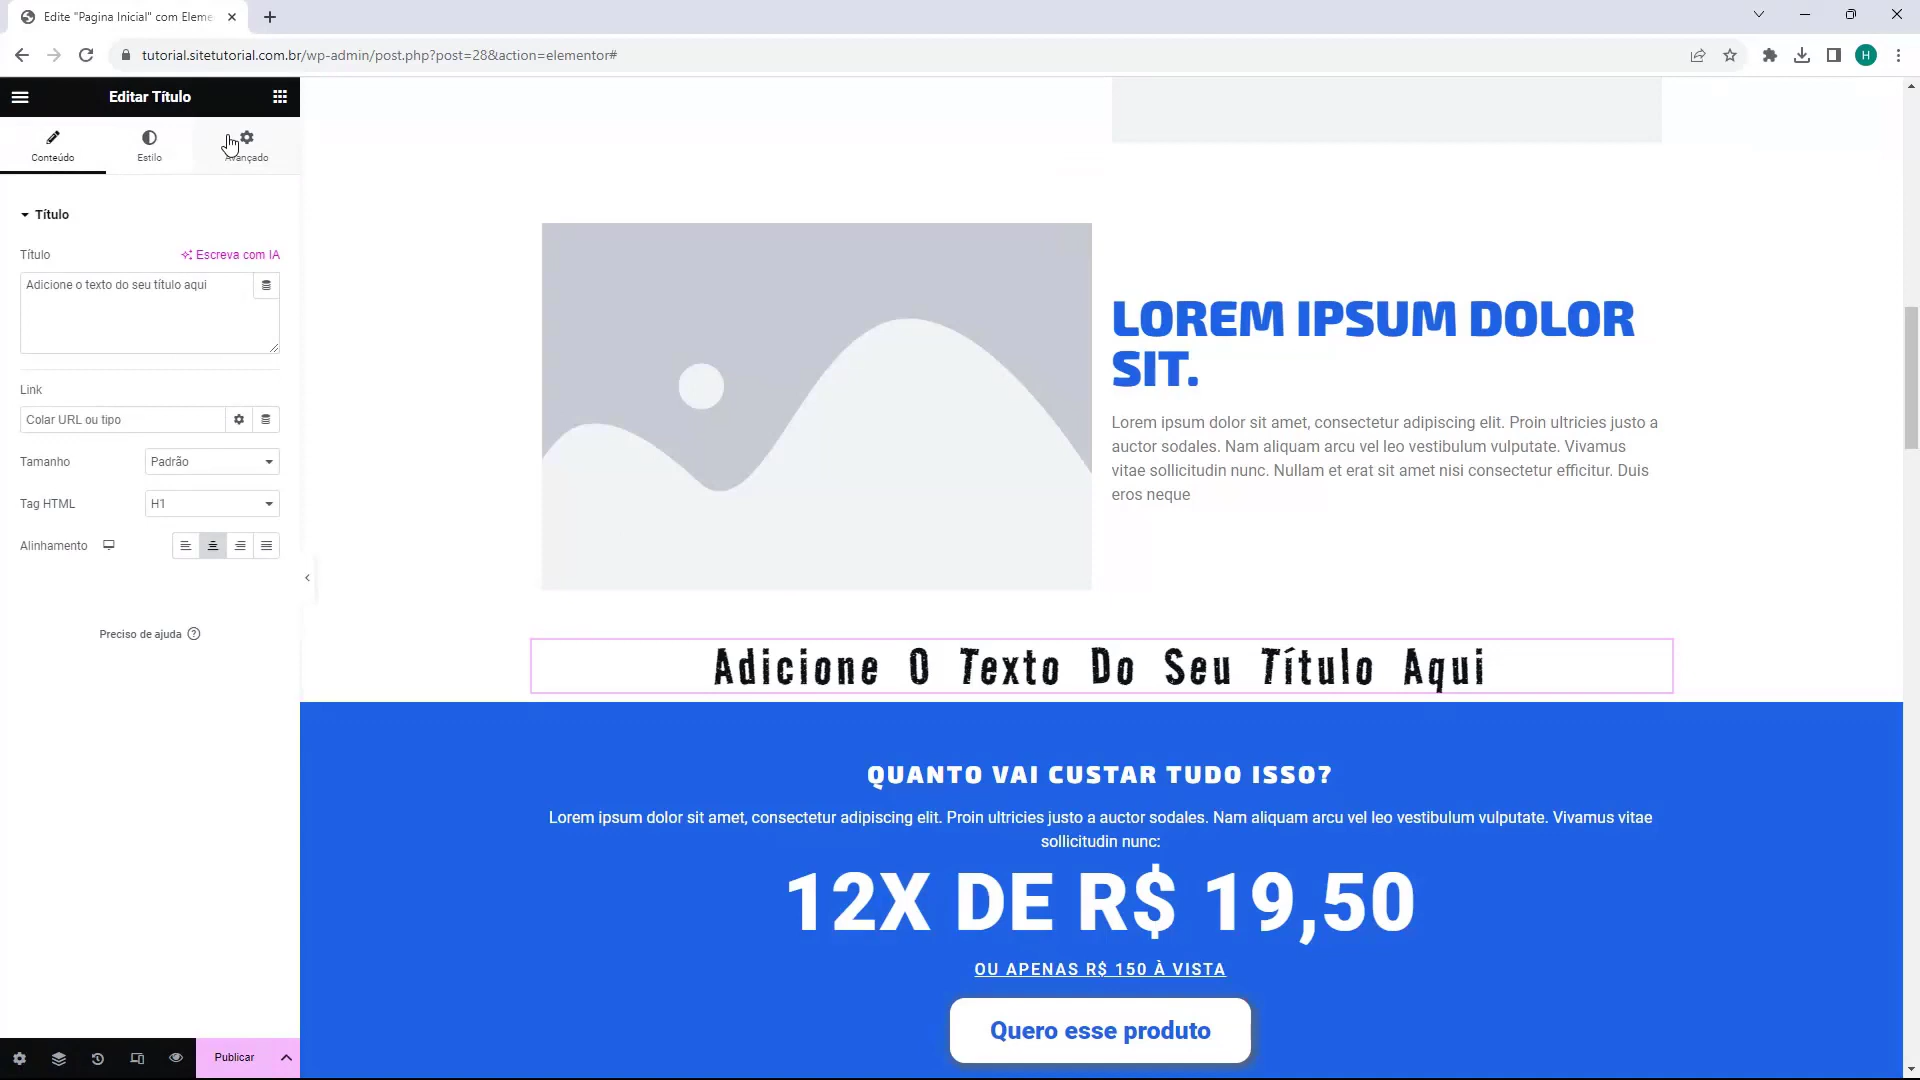 Edite "Pagina Inicial" com Eleme
tutorial.sitetutorial.com.br/wp-admin/post.php?post=28&action=elementor#
H
Editar Título
Conteúdo
Estilo
Avançado
Título
Título
Escreva com IA
Adicione o texto do seu título aqui
Link
Colar URL ou tipo
Tamanho
Padrão
Tag HTML
H1
Alinhamento
Preciso de ajuda ?
Publicar
LOREM IPSUM DOLOR
SIT.
Lorem ipsum dolor sit amet, consectetur adipiscing elit. Proin ultricies justo a
auctor sodales. Nam aliquam arcu vel leo vestibulum vulputate. Vivamus
vitae sollicitudin nunc. Nullam et erat sit amet nisi consectetur efficitur. Duis
eros neque
Adicione O Texto Do Seu Título Aqui
QUANTO VAI CUSTAR TUDO ISSO?
Lorem ipsum dolor sit amet, consectetur adipiscing elit. Proin ultricies justo a auctor sodales. Nam aliquam arcu vel leo vestibulum vulputate. Vivamus vitae
sollicitudin nunc:
12X DE R$ 19,50
OU APENAS R$ 150 À VISTA
Quero esse produto